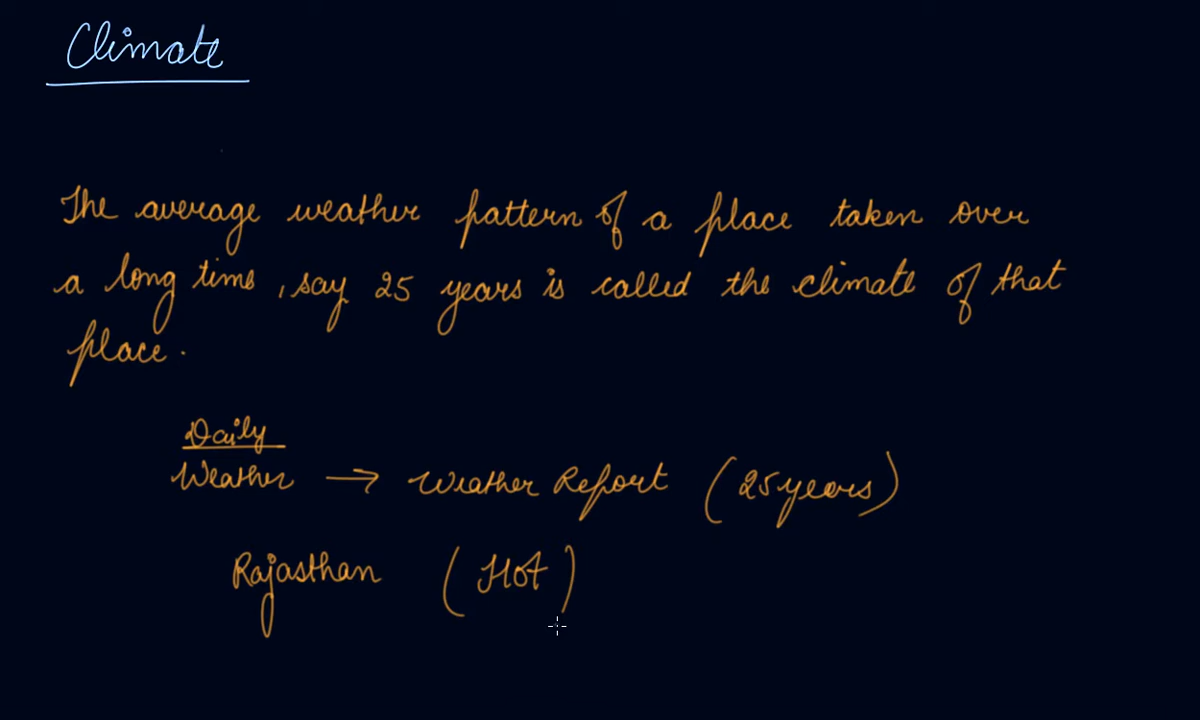 Climate
The average weather pattern of a place taken over
a long time, say 25 years is called the climate of that
place.
Daily
Weather → Weather Report (25 years)
Rajasthan (Hot)